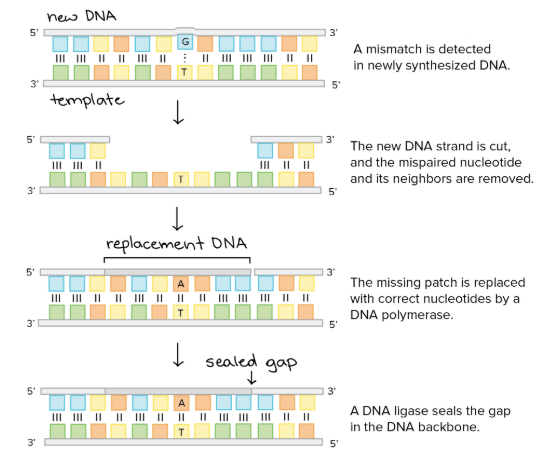 new DNA
5' 3'
G
A mismatch is detected
in newly synthesized DNA.
T
3' 5'
template
5' 3'
The new DNA strand is cut,
and the mispaired nucleotide
and its neighbors are removed.
T
3' 5'
replacement DNA
5' 3'
A
The missing patch is replaced
with correct nucleotides by a
DNA polymerase.
T
3' 5'
sealed gap
5' 3'
A
A DNA ligase seals the gap
in the DNA backbone.
T
3' 5'